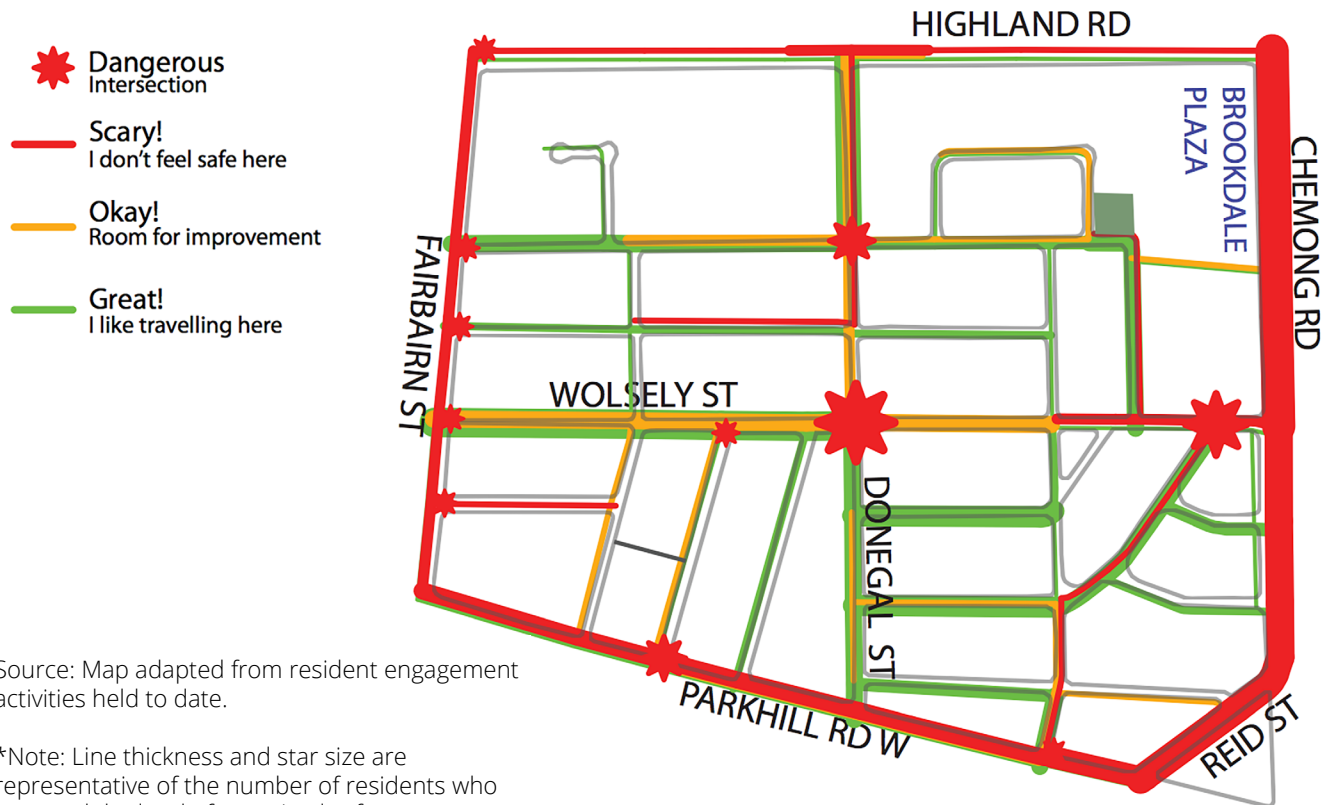 HIGHLAND RD
Dangerous
Intersection
Scary!
I don't feel safe here
Okay!
Room for improvement
Great!
I like travelling here
BROOKDALE
PLAZA
CHEMONG RD
FAIRBAIRN ST
WOLSELY ST
DONEGAL ST
PARKHILL RD W
REID ST
Source: Map adapted from resident engagement
activities held to date.
*Note: Line thickness and star size are
representative of the number of residents who